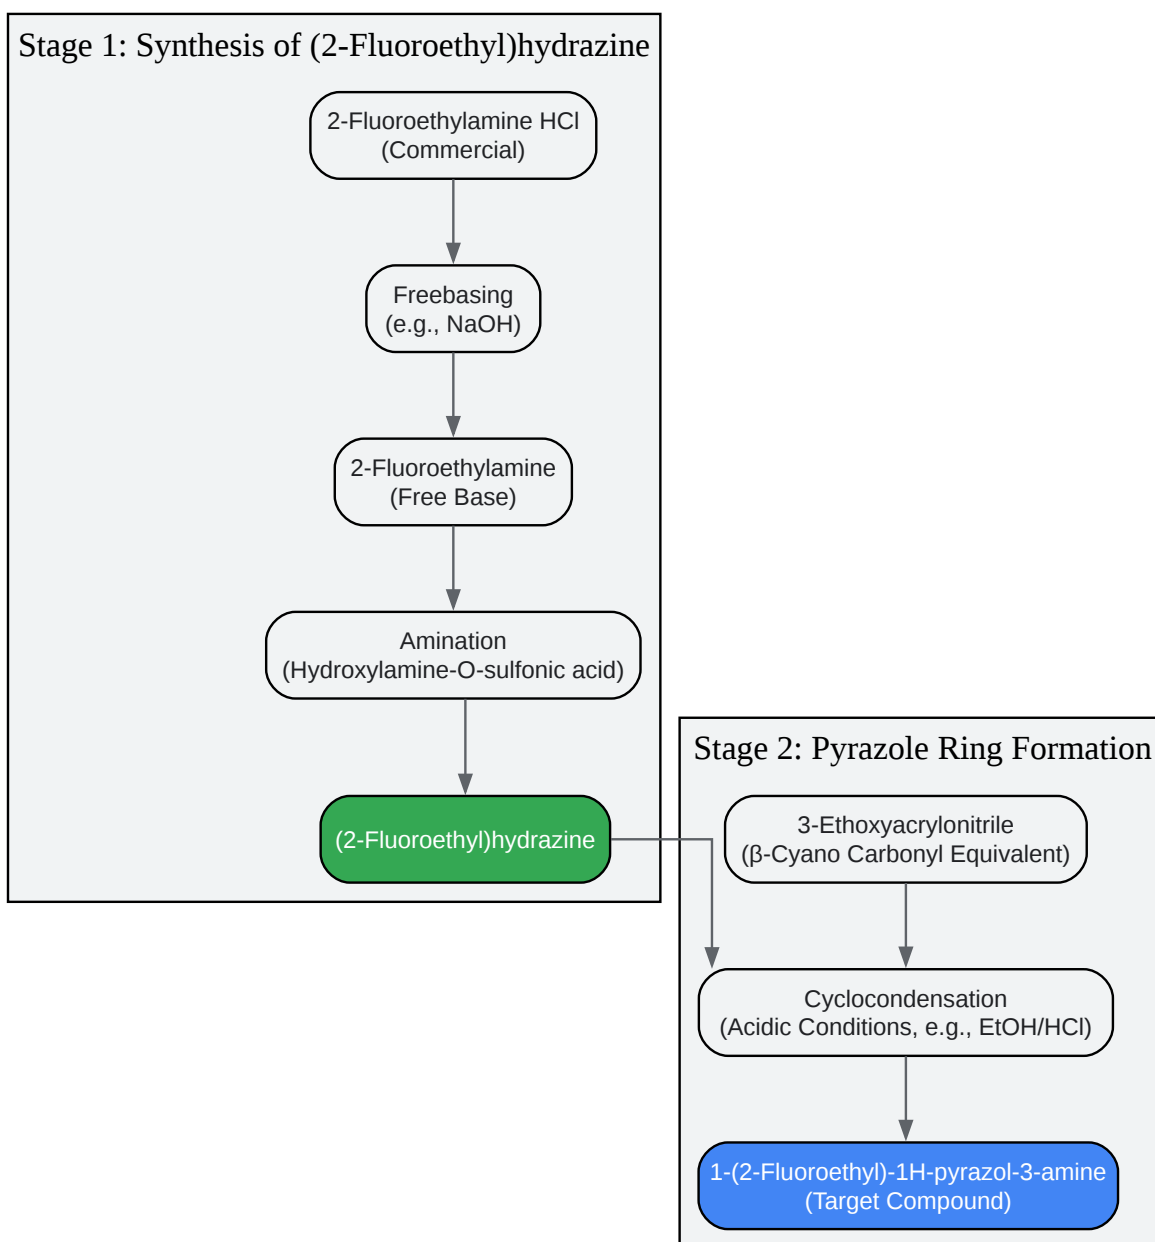 Stage 1: Synthesis of (2-Fluoroethyl)hydrazine
2-Fluoroethylamine HCl
(Commercial)
Freebasing
(e.g., NaOH)
2-Fluoroethylamine
(Free Base)
Amination
(Hydroxylamine-O-sulfonic acid)
(2-Fluoroethyl)hydrazine
Stage 2: Pyrazole Ring Formation
3-Ethoxyacrylonitrile
(β-Cyano Carbonyl Equivalent)
Cyclocondensation
(Acidic Conditions, e.g., EtOH/HCl)
1-(2-Fluoroethyl)-1H-pyrazol-3-amine
(Target Compound)